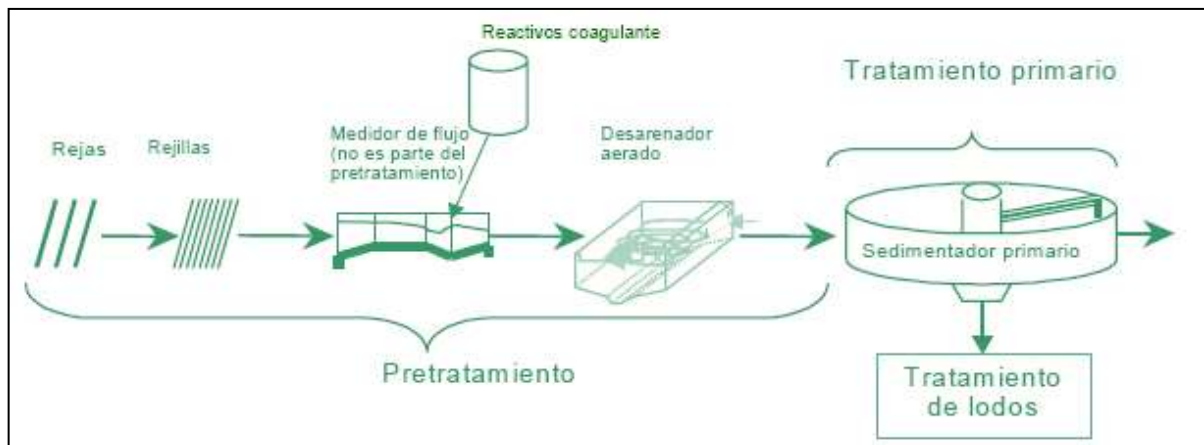 Reactivos coagulante
Tratamiento primario
Medidor de flujo
(no es parte del
pretratamiento)
Desarenador
aerado
Rejas
Rejillas
Sedimentador primario
Pretratamiento
Tratamiento
de lodos